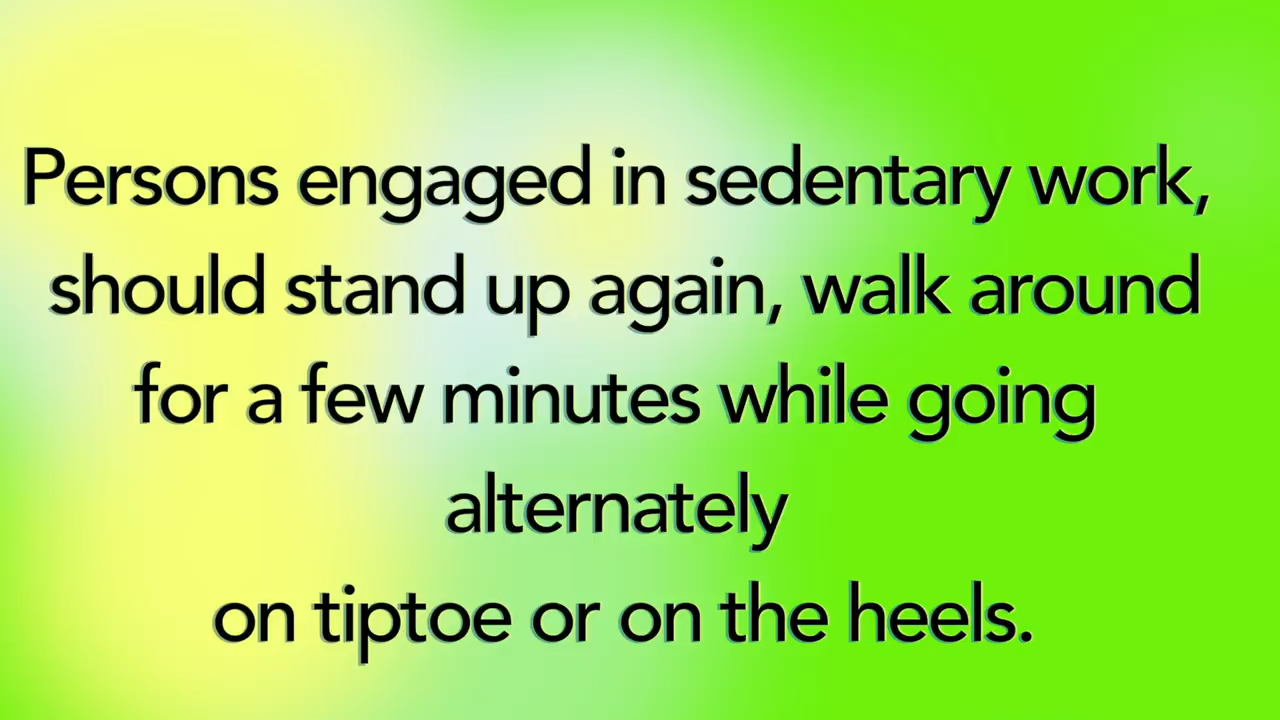 Persons engaged in sedentary work,
should stand up again, walk around
for a few minutes while going
alternately
on tiptoe or on the heels.